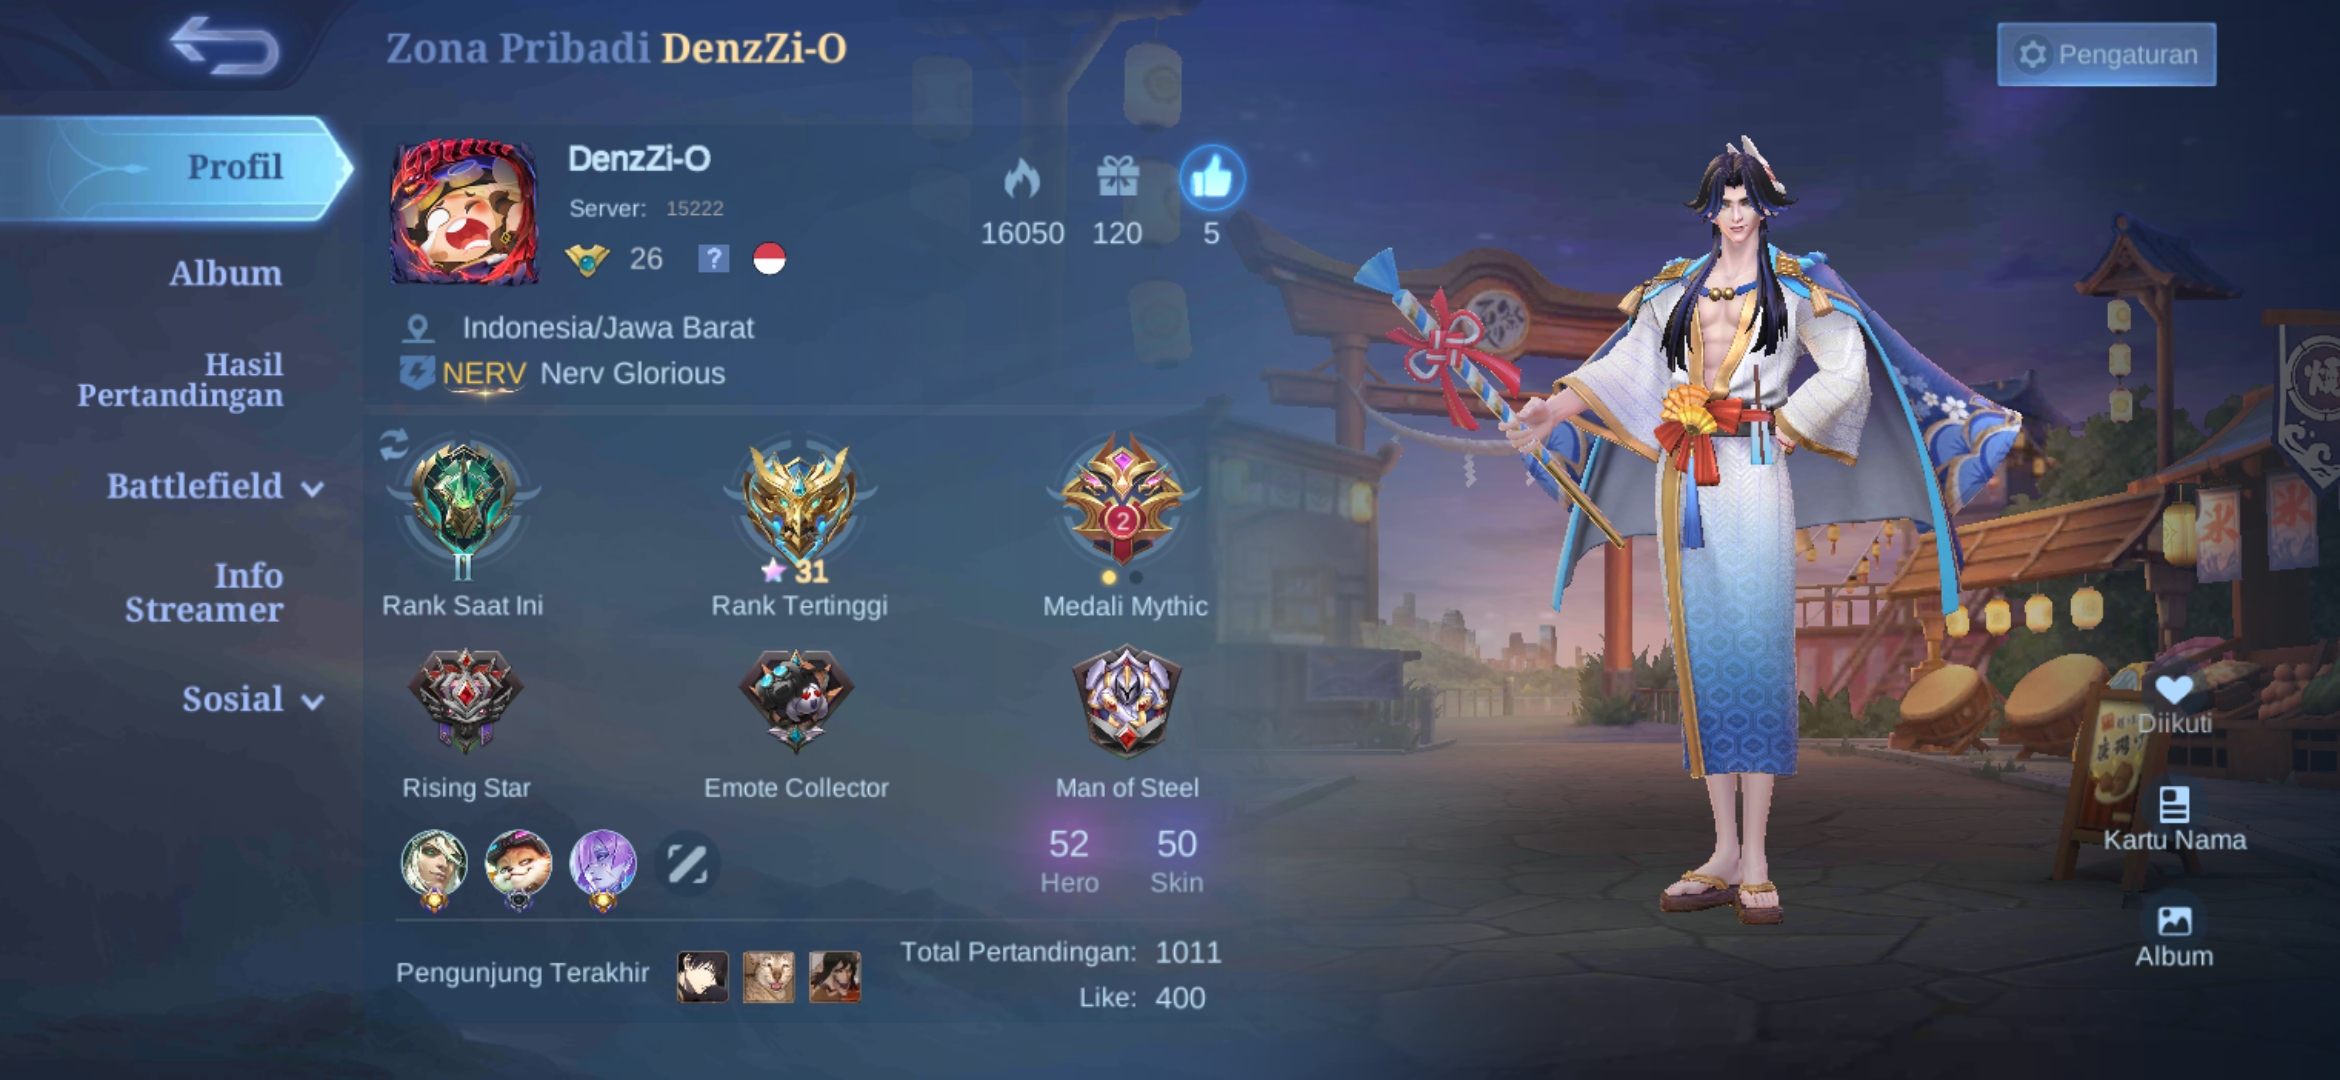 Zona Pribadi DenzZi-O
Pengaturan
Profil
Album
Hasil
Pertandingan
Battlefield
Info
Streamer
Sosial
DenzZi-O
Server: 15222
26
?
16050
120
5
Indonesia/Jawa Barat
NERV Nerv Glorious
II
31
2
Rank Saat Ini
Rank Tertinggi
Medali Mythic
Rising Star
Emote Collector
Man of Steel
52
Hero
50
Skin
Pengunjung Terakhir
Total Pertandingan: 1011
Like: 400
氷
氷
Diikuti
Kartu Nama
Album